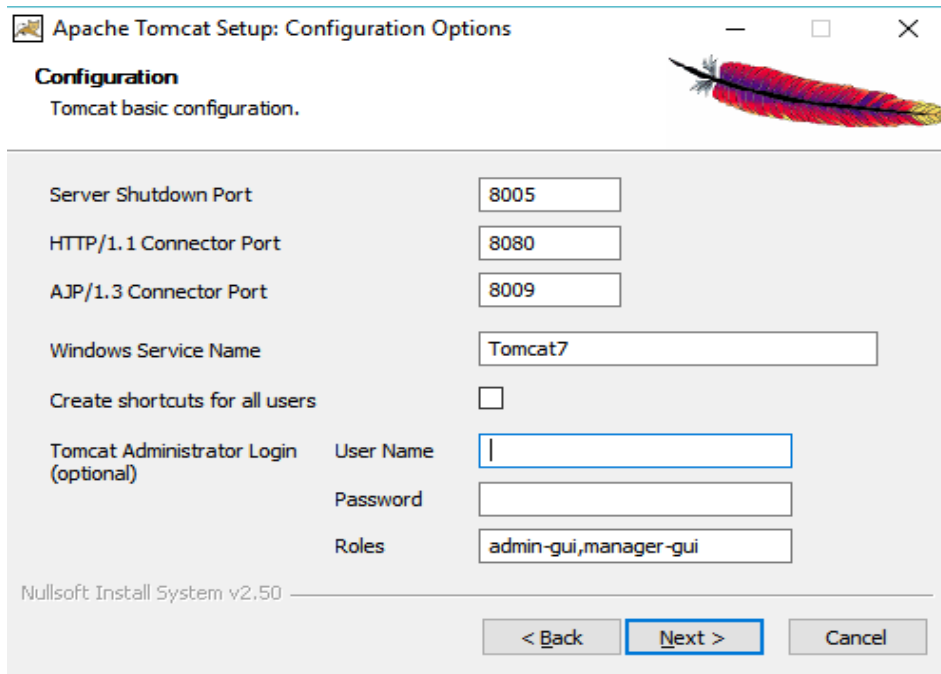 Apache Tomcat Setup: Configuration Options
Configuration
Tomcat basic configuration.
Server Shutdown Port 8005
HTTP/1.1 Connector Port 8080
AJP/1.3 Connector Port 8009
Windows Service Name Tomcat7
Create shortcuts for all users
Tomcat Administrator Login User Name
(optional)
Password
Roles admin-gui,manager-gui
Nullsoft Install System v2.50
< Back Next > Cancel